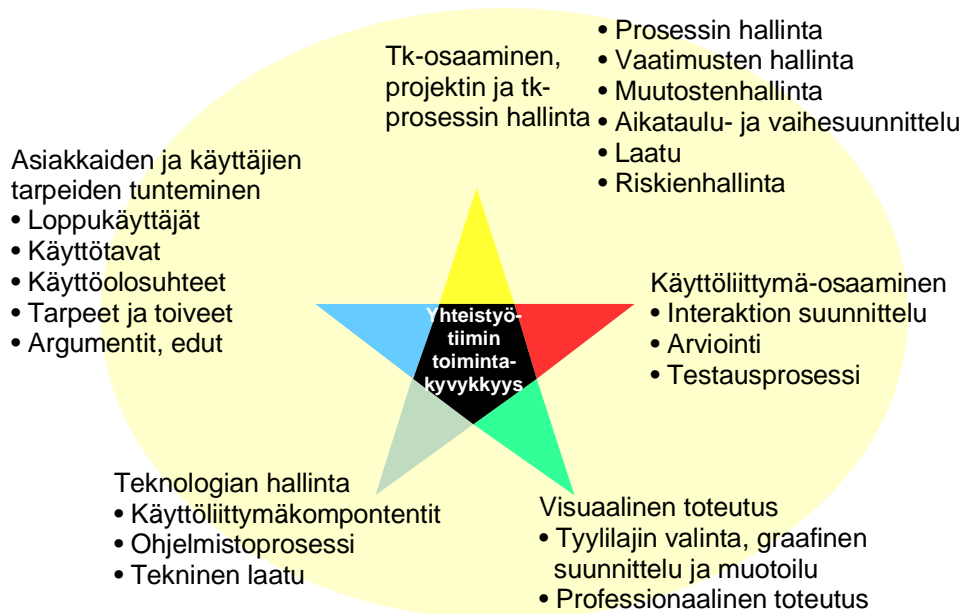 Tk-osaaminen,
projektin ja tk-
prosessin hallinta
• Prosessin hallinta
• Vaatimusten hallinta
• Muutostenhallinta
• Aikataulu- ja vaihesuunnittelu
• Laatu
• Riskienhallinta
Asiakkaiden ja käyttäjien
tarpeiden tunteminen
• Loppukäyttäjät
• Käyttötavat
• Käyttöolosuhteet
• Tarpeet ja toiveet
• Argumentit, edut
Yhteistyö-
tiimin
toiminta-
kyvykkyys
Käyttöliittymä-osaaminen
• Interaktion suunnittelu
• Arviointi
• Testausprosessi
Teknologian hallinta
• Käyttöliittymäkompontentit
• Ohjelmistoprosessi
• Tekninen laatu
Visuaalinen toteutus
• Tyylilajin valinta, graafinen
suunnittelu ja muotoilu
• Professionaalinen toteutus